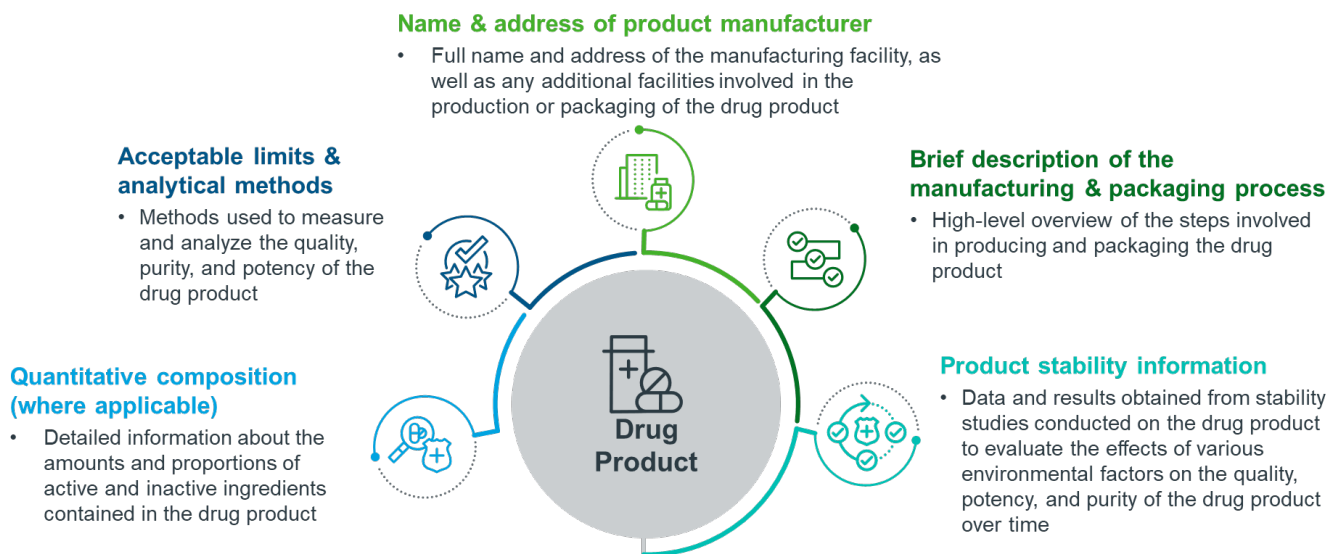 Name & address of product manufacturer
• Full name and address of the manufacturing facility, as
well as any additional facilities involved in the
production or packaging of the drug product
Acceptable limits &
analytical methods
• Methods used to measure
and analyze the quality,
purity, and potency of the
drug product
Brief description of the
manufacturing & packaging process
• High-level overview of the steps involved
in producing and packaging the drug
product
Quantitative composition
(where applicable)
• Detailed information about the
amounts and proportions of
active and inactive ingredients
contained in the drug product
Drug
Product
Product stability information
• Data and results obtained from stability
studies conducted on the drug product
to evaluate the effects of various
environmental factors on the quality,
potency, and purity of the drug product
over time